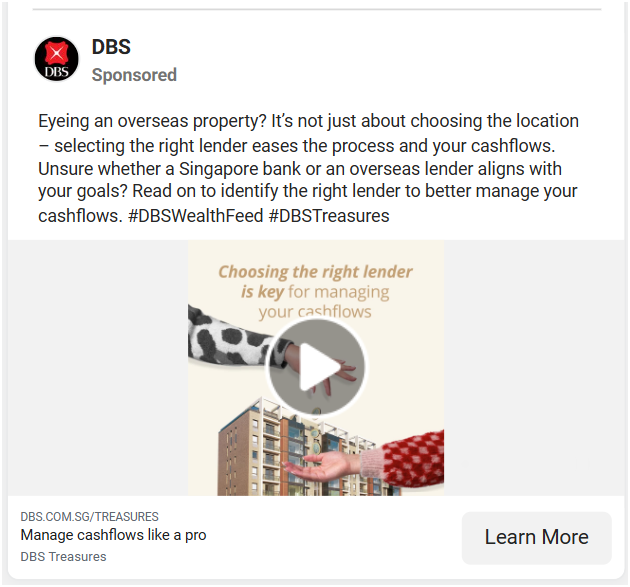 DBS
DBS
Sponsored
Eyeing an overseas property? It’s not just about choosing the location
– selecting the right lender eases the process and your cashflows.
Unsure whether a Singapore bank or an overseas lender aligns with
your goals? Read on to identify the right lender to better manage your
cashflows. #DBSWealthFeed #DBSTreasures
Choosing the right lender
is key for managing
your cashflows
DBS.COM.SG/TREASURES
Manage cashflows like a pro
DBS Treasures
Learn More